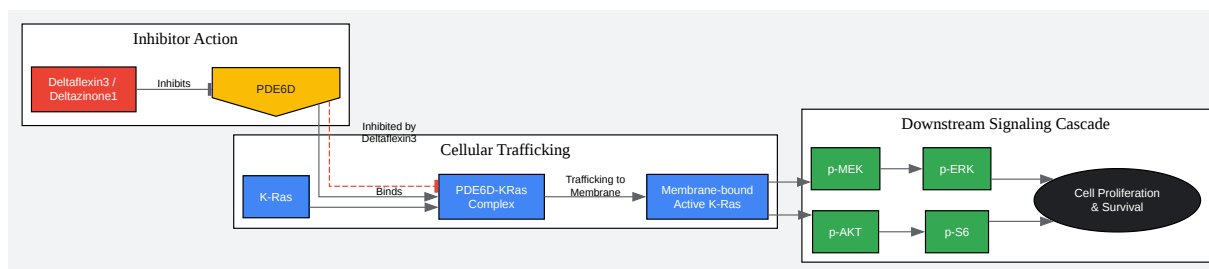 Inhibitor Action
Deltaflexin3 /
Deltazinone1
Inhibits
PDE6D
Inhibited by
Deltaflexin3
Cellular Trafficking
K-Ras
Binds
PDE6D-KRas
Complex
Trafficking to
Membrane
Membrane-bound
Active K-Ras
Downstream Signaling Cascade
p-MEK
p-ERK
p-AKT
p-S6
Cell Proliferation
& Survival